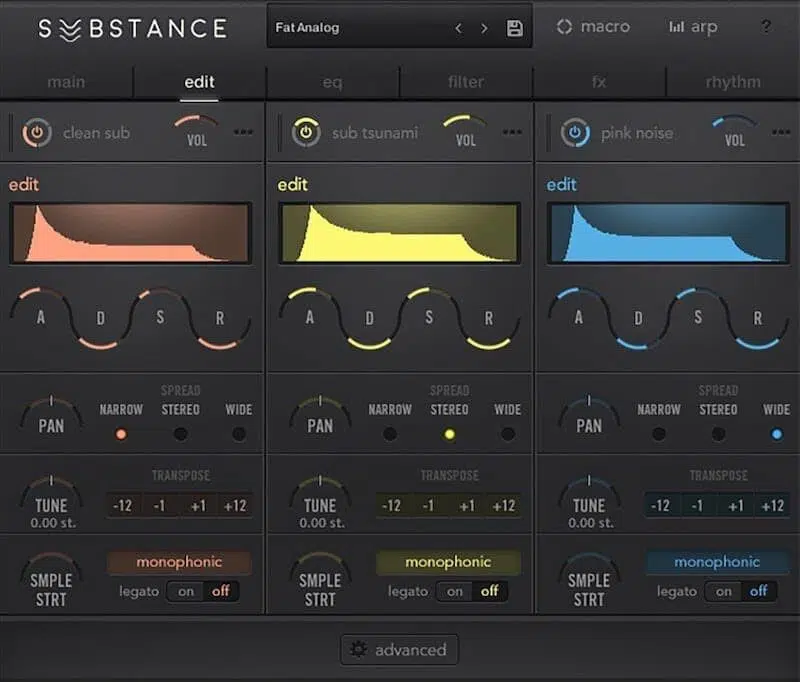 SUBSTANCE
FatAnalog < >
macro
arp
?
main edit eq filter fx rhythm
clean sub VOL
sub tsunami VOL
pink noise VOL
edit
edit
edit
A D S R
A D S R
A D S R
SPREAD
PAN NARROW STEREO WIDE
SPREAD
PAN NARROW STEREO WIDE
SPREAD
PAN NARROW STEREO WIDE
TRANSPOSE
TUNE -12 -1 +1 +12
0.00 st.
TRANSPOSE
TUNE -12 -1 +1 +12
0.00 st.
TRANSPOSE
TUNE -12 -1 +1 +12
0.00 st.
monophonic
SMPLE
STRT
legato on off
monophonic
SMPLE
STRT
legato on off
monophonic
SMPLE
STRT
legato on off
advanced